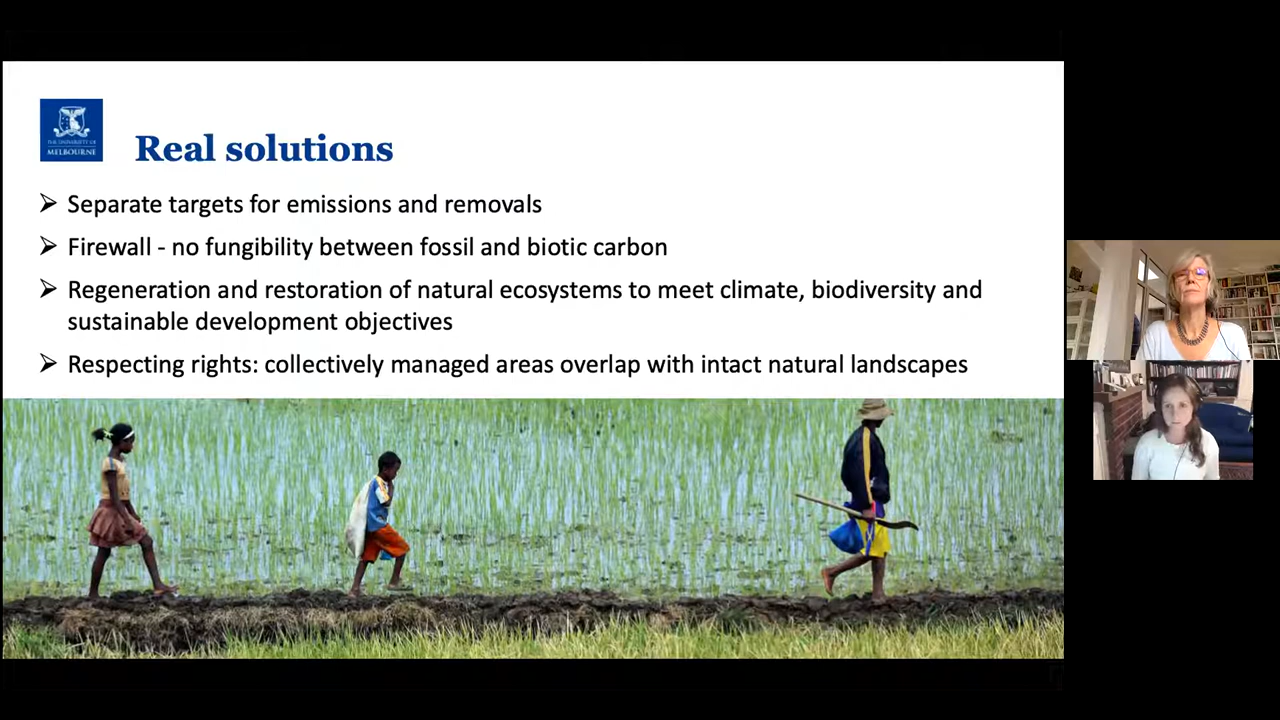 THE UNIVERSITY OF
MELBOURNE
Real solutions
Separate targets for emissions and removals
Firewall - no fungibility between fossil and biotic carbon
Regeneration and restoration of natural ecosystems to meet climate, biodiversity and
sustainable development objectives
Respecting rights: collectively managed areas overlap with intact natural landscapes